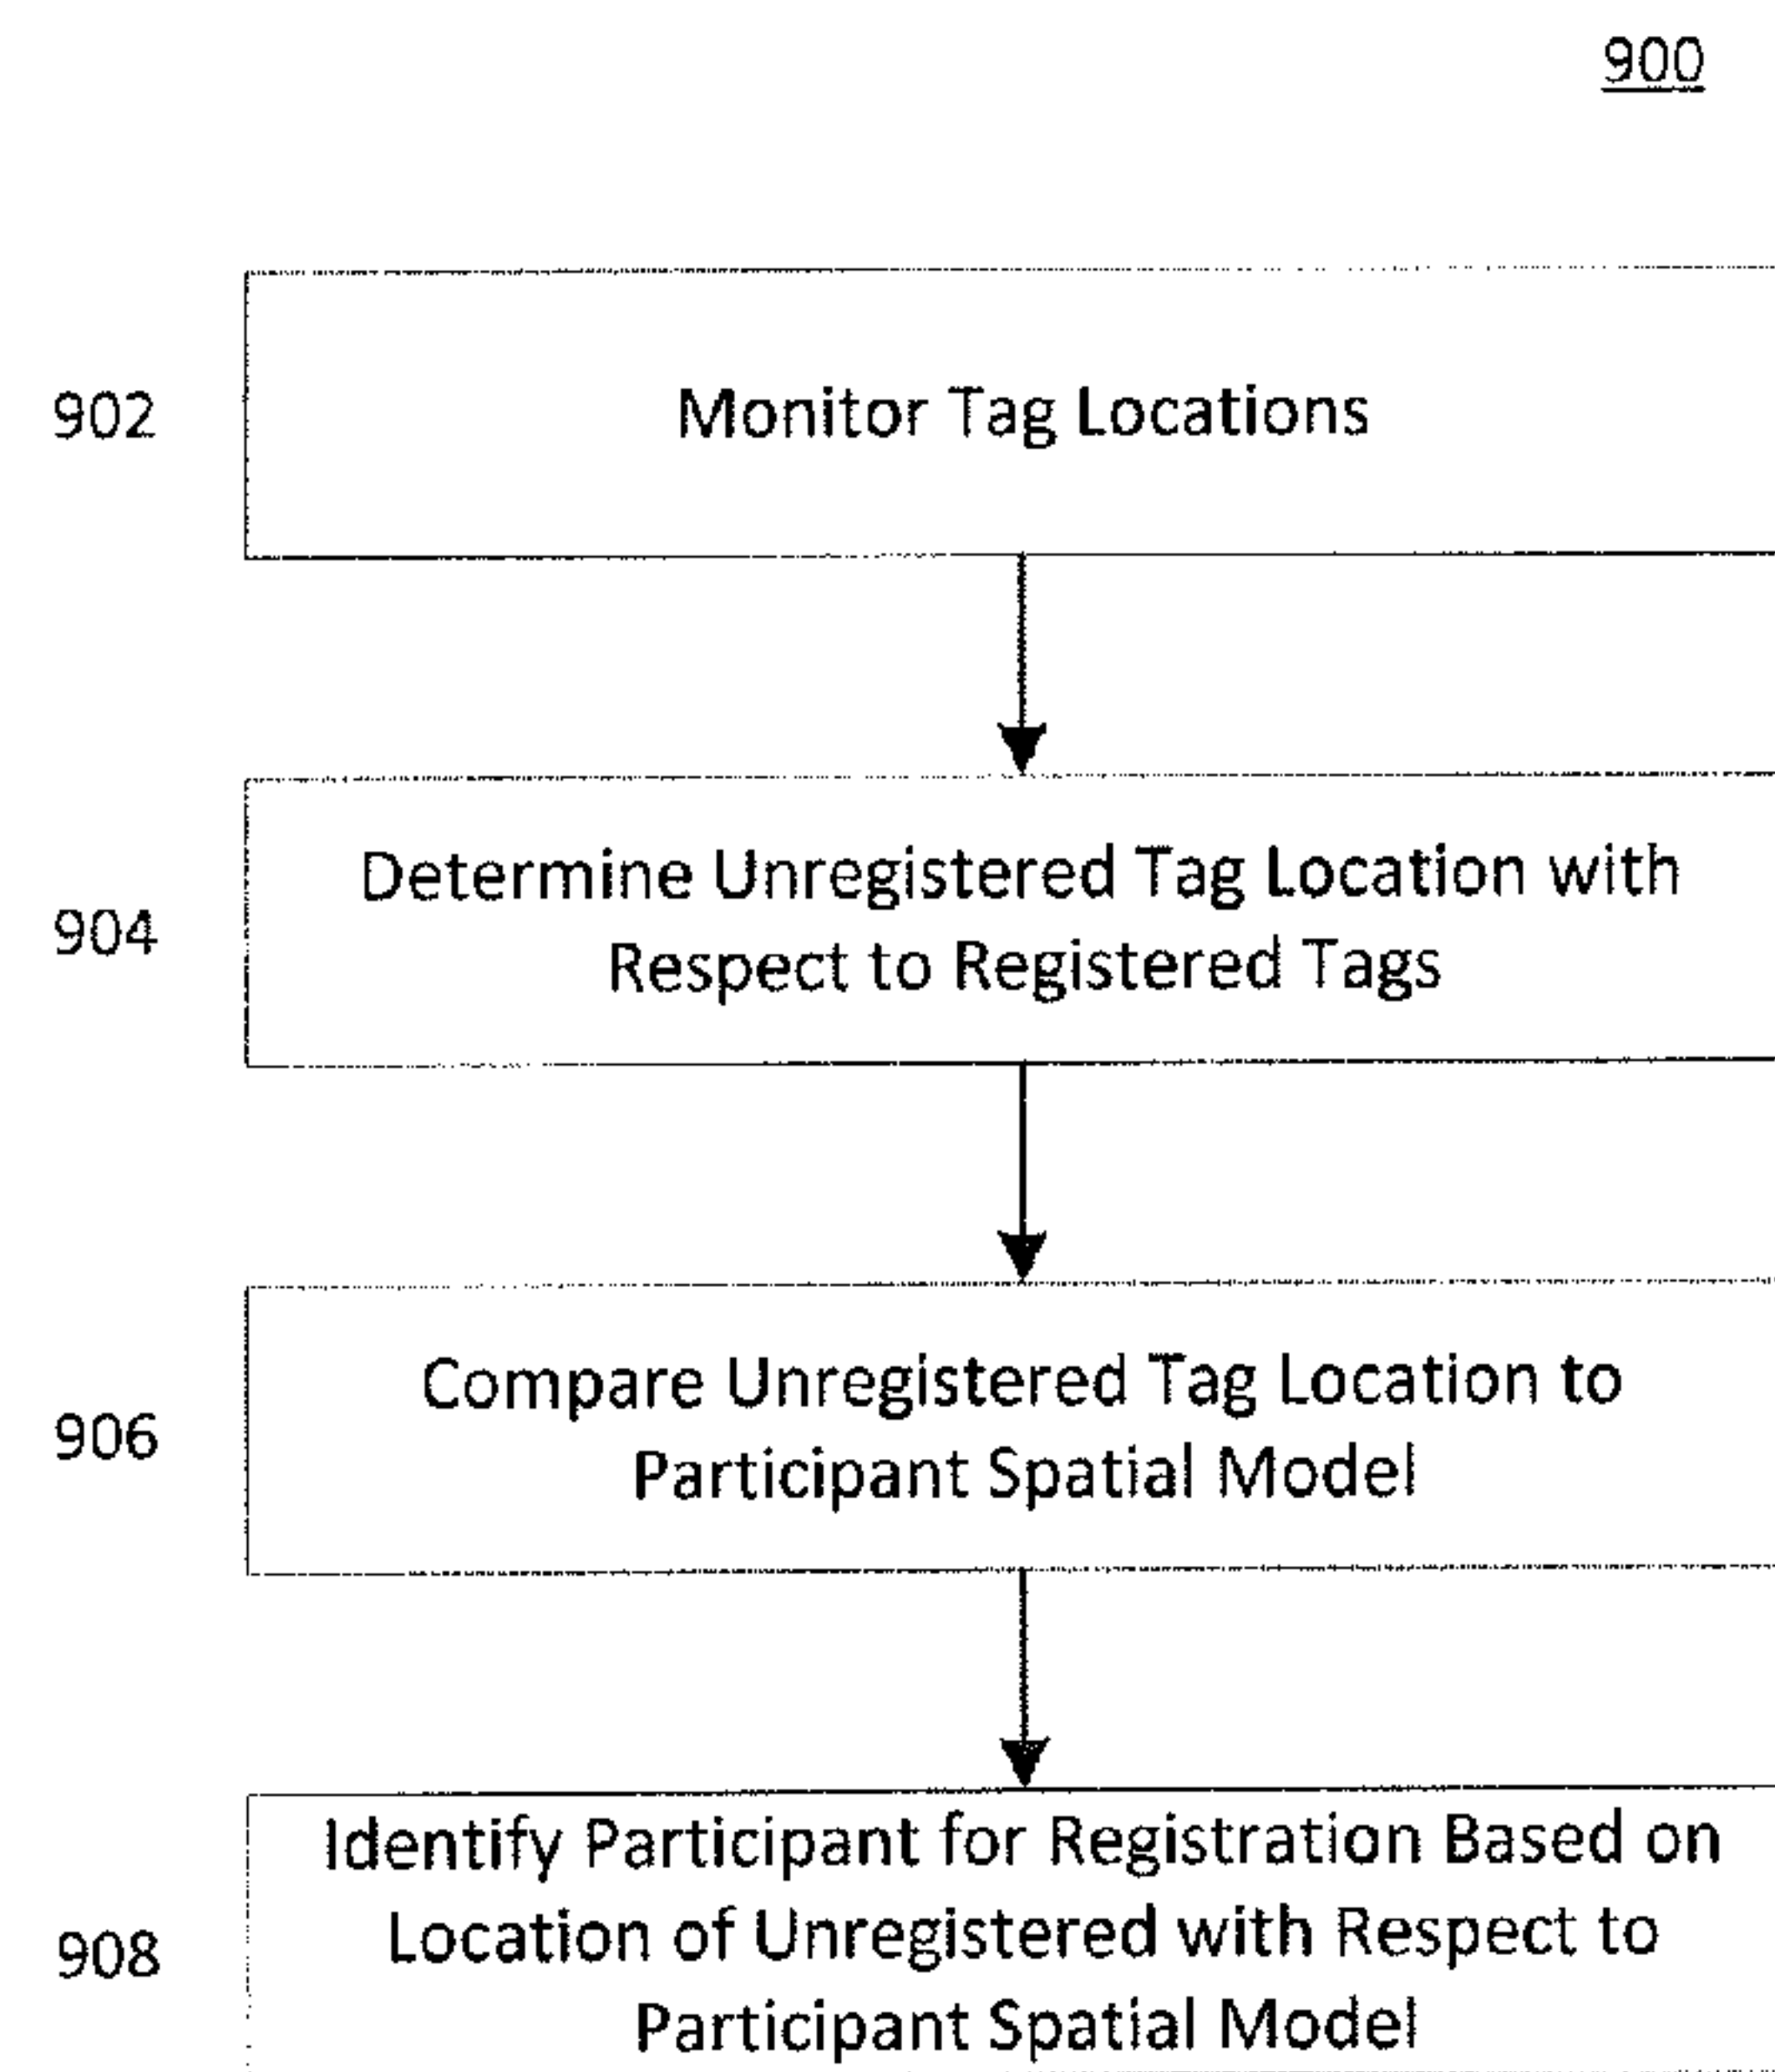 900
902
Monitor Tag Locations
904
Determine Unregistered Tag Location with
Respect to Registered Tags
906
Compare Unregistered Tag Location to
Participant Spatial Model
908
Identify Participant for Registration Based on
Location of Unregistered with Respect to
Participant Spatial Model